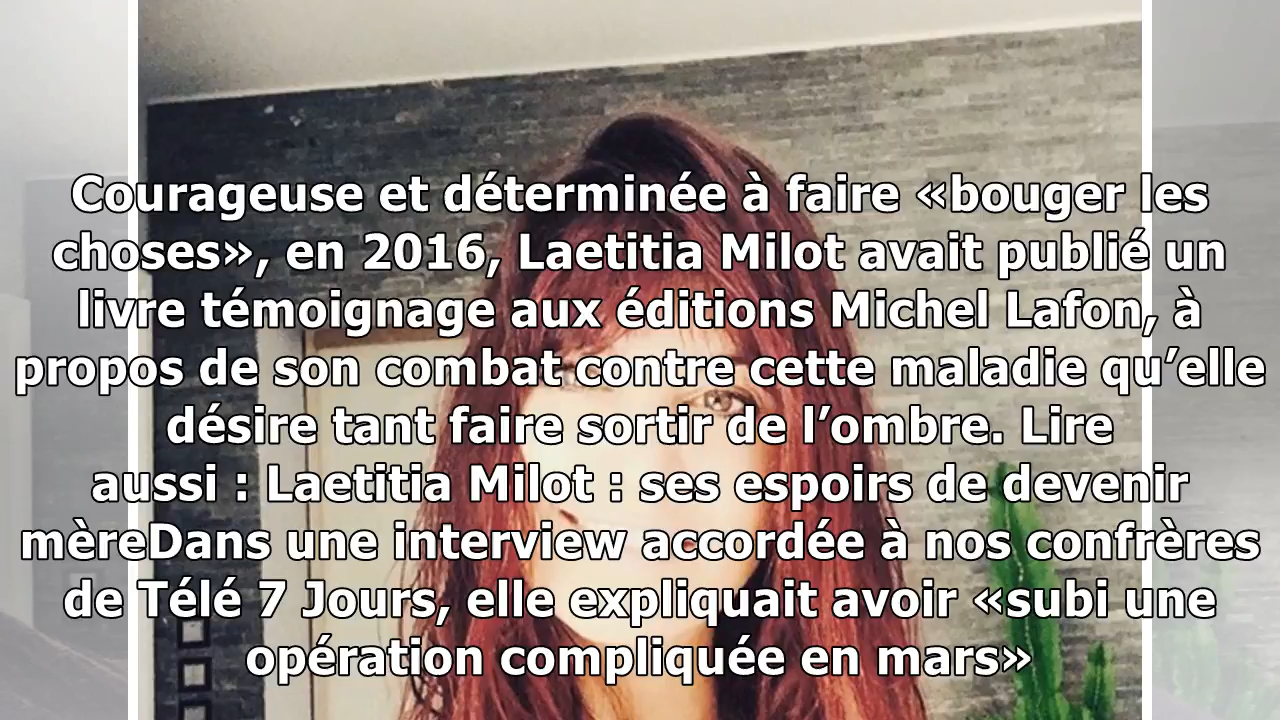 Courageuse et déterminée à faire «bouger les
choses», en 2016, Laetitia Milot avait publié un
livre témoignage aux éditions Michel Lafon, à
propos de son combat contre cette maladie qu’elle
désire tant faire sortir de l’ombre. Lire
aussi : Laetitia Milot : ses espoirs de devenir
mèreDans une interview accordée à nos confrères
de Télé 7 Jours, elle expliquait avoir «subi une
opération compliquée en mars»